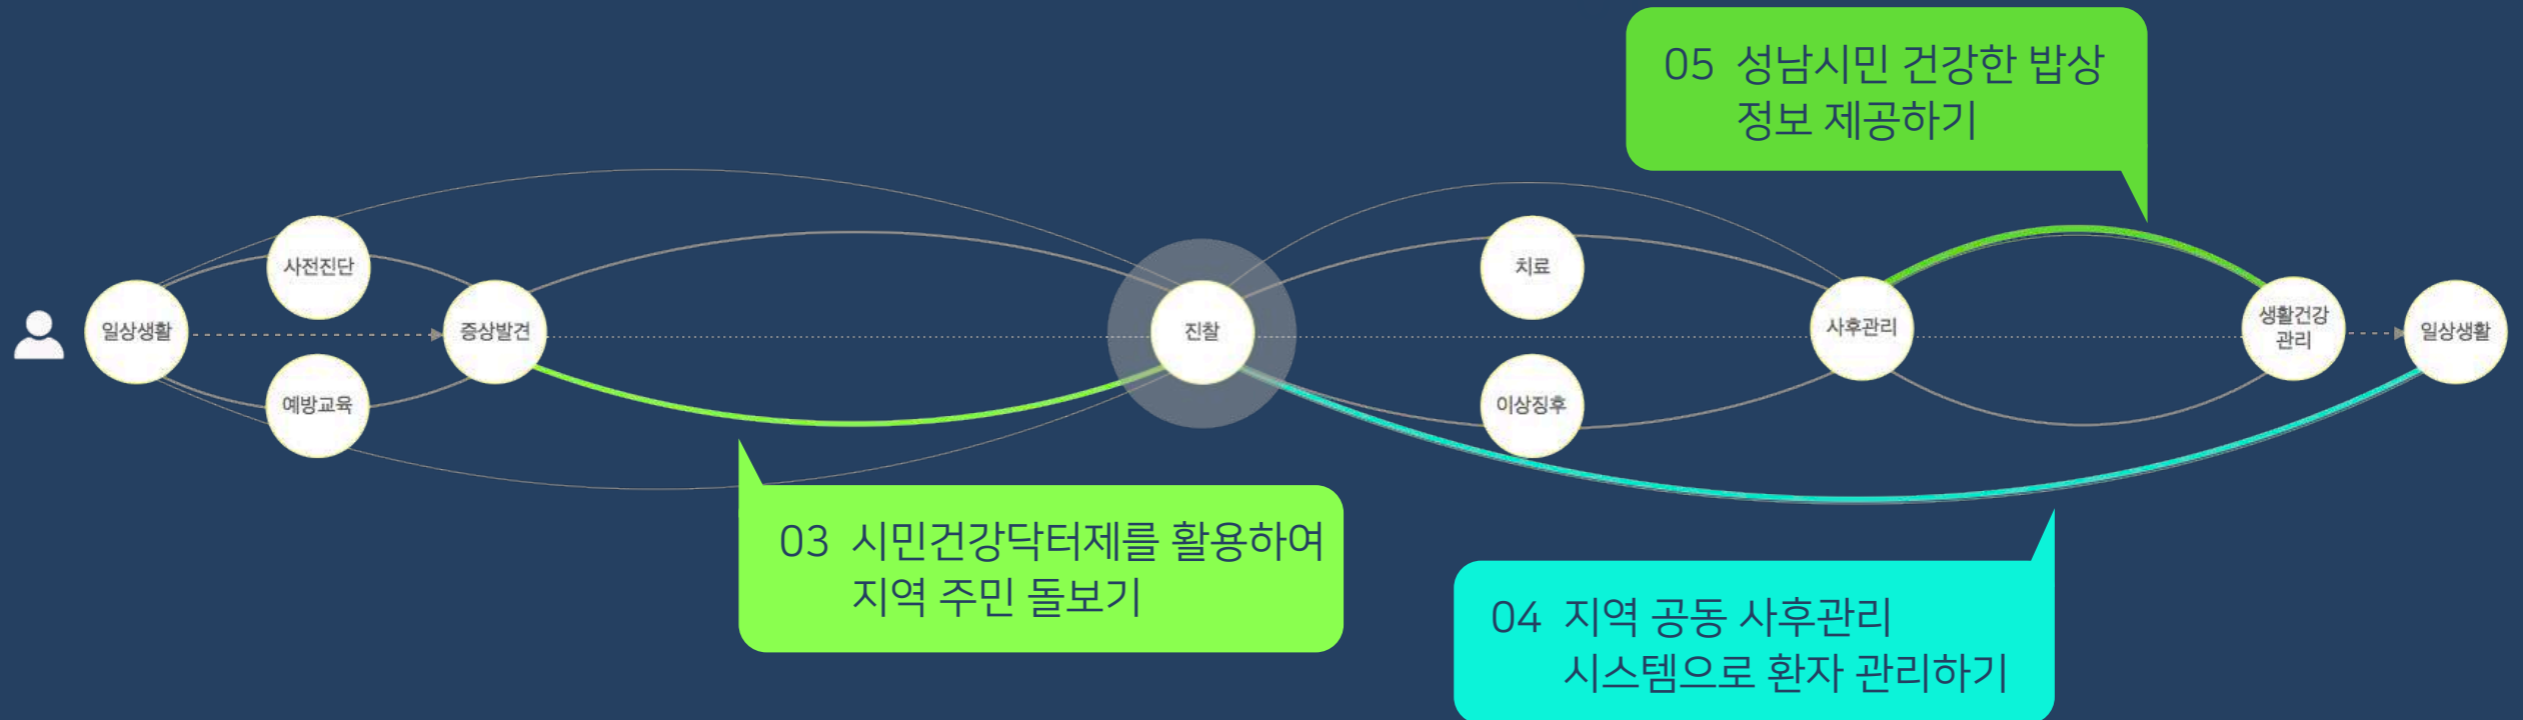 05 성남시민 건강한 밥상
정보 제공하기
사전진단
치료
일상생활
증상발견
진찰
사후관리
생활건강
관리
일상생활
예방교육
이상징후
03 시민건강닥터제를 활용하여
지역 주민 돌보기
04 지역 공동 사후관리
시스템으로 환자 관리하기